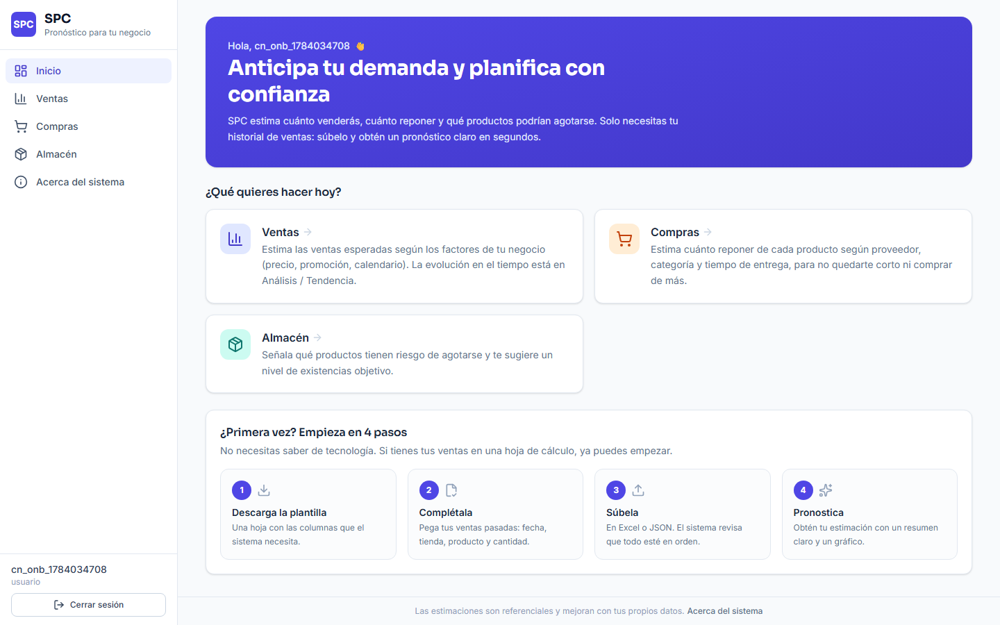 SPC
SPC
Pronóstico para tu negocio
Inicio
Ventas
Compras
Almacén
Acerca del sistema
cn_onb_1784034708
usuario
Cerrar sesión
Hola, cn_onb_1784034708 👋
Anticipa tu demanda y planifica con
confianza
SPC estima cuánto venderás, cuánto reponer y qué productos podrían agotarse. Solo necesitas tu
historial de ventas: súbelo y obtén un pronóstico claro en segundos.
¿Qué quieres hacer hoy?
Ventas →
Estima las ventas esperadas según los factores de tu negocio
(precio, promoción, calendario). La evolución en el tiempo está en
Análisis / Tendencia.
Compras →
Estima cuánto reponer de cada producto según proveedor,
categoría y tiempo de entrega, para no quedarte corto ni comprar
de más.
Almacén →
Señala qué productos tienen riesgo de agotarse y te sugiere un
nivel de existencias objetivo.
¿Primera vez? Empieza en 4 pasos
No necesitas saber de tecnología. Si tienes tus ventas en una hoja de cálculo, ya puedes empezar.
1
Descarga la plantilla
Una hoja con las columnas que el
sistema necesita.
2
Complétala
Pega tus ventas pasadas: fecha,
tienda, producto y cantidad.
3
Súbela
En Excel o JSON. El sistema revisa
que todo esté en orden.
4
Pronostica
Obtén tu estimación con un resumen
claro y un gráfico.
Las estimaciones son referenciales y mejoran con tus propios datos. Acerca del sistema